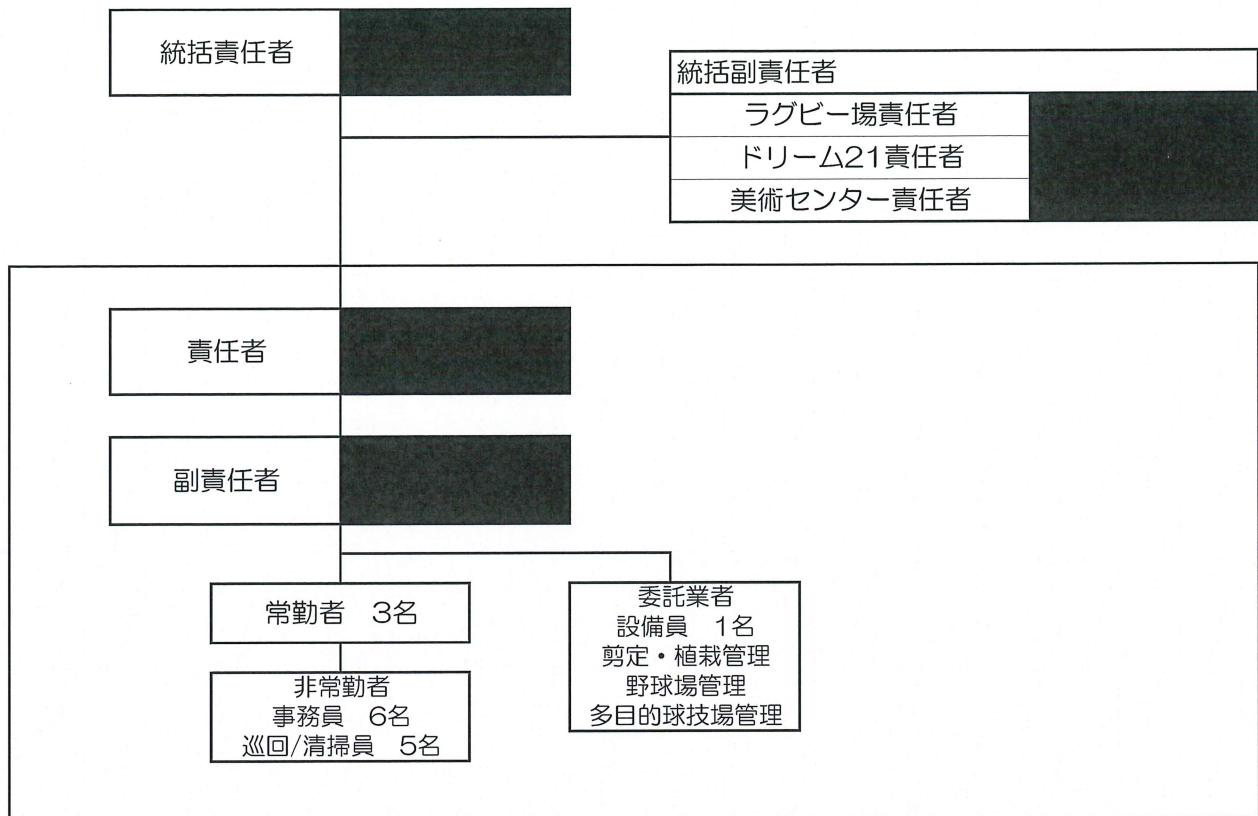 統括責任者
統括副責任者
ラグビー場責任者
ドリーム21責任者
美術センター責任者
責任者
副責任者
常勤者　3名
非常勤者
事務員　6名
巡回/清掃員　5名
委託業者
設備員　1名
剪定・植栽管理
野球場管理
多目的球技場管理